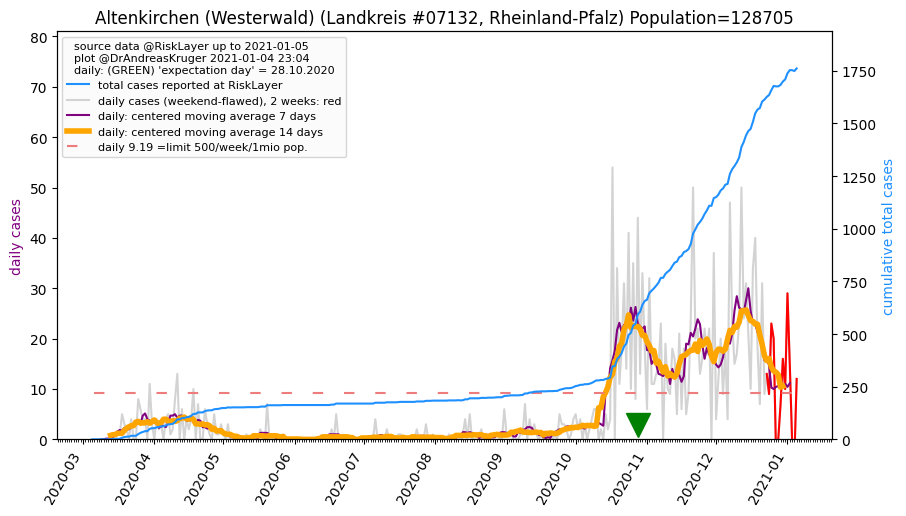 Altenkirchen (Westerwald) (Landkreis #07132, Rheinland-Pfalz) Population=128705
source data @RiskLayer up to 2021-01-05
plot @DrAndreasKruger 2021-01-04 23:04
daily: (GREEN) 'expectation day' = 28.10.2020
total cases reported at RiskLayer
daily cases (weekend-flawed), 2 weeks: red
daily: centered moving average 7 days
daily: centered moving average 14 days
daily 9.19 =limit 500/week/1mio pop.
daily cases
80
70
60
50
40
30
20
10
0
cumulative total cases
1750
1500
1250
1000
750
500
250
0
2020-03
2020-04
2020-05
2020-06
2020-07
2020-08
2020-09
2020-10
2020-11
2020-12
2021-01